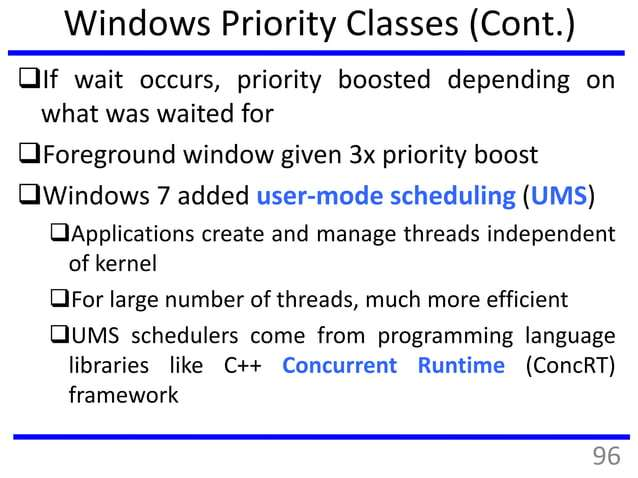 Windows Priority Classes (Cont.)
❑If wait occurs, priority boosted depending on
what was waited for
❑Foreground window given 3x priority boost
❑Windows 7 added user-mode scheduling (UMS)
❑Applications create and manage threads independent
of kernel
❑For large number of threads, much more efficient
❑UMS schedulers come from programming language
libraries like C++ Concurrent Runtime (ConcRT)
framework
96